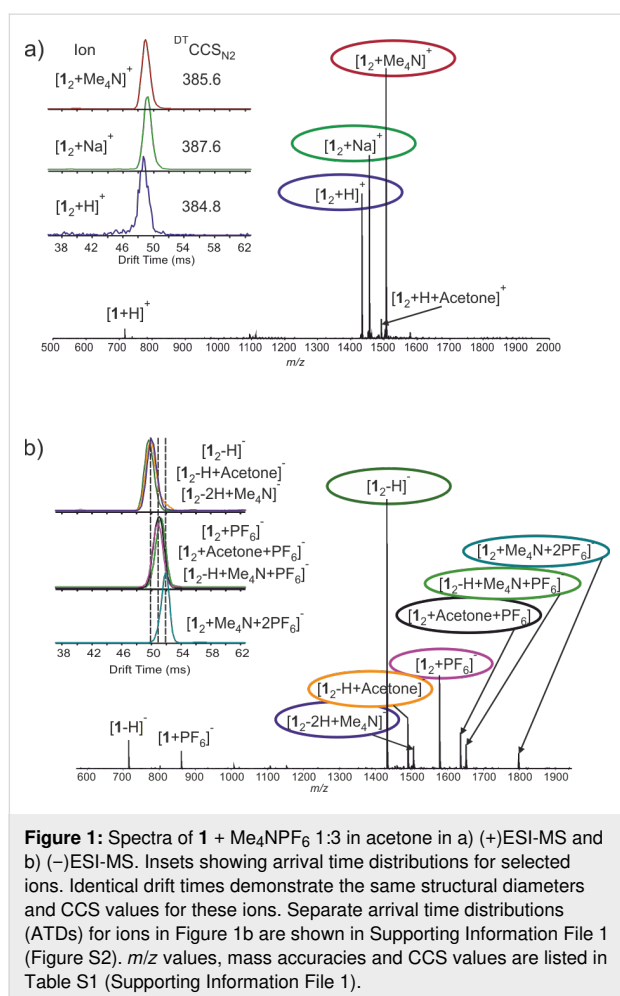 a)
Ion ᴰᵀCCS_N2
[1₂+Me₄N]⁺ 385.6
[1₂+Na]⁺ 387.6
[1₂+H]⁺ 384.8
38 42 46 50 54 58 62
Drift Time (ms)
[1₂+Me₄N]⁺
[1₂+Na]⁺
[1₂+H]⁺
[1₂+H+Acetone]⁺
[1+H]⁺
500 600 700 800 900 1000 1100 1200 1300 1400 1500 1600 1700 1800 1900 2000
m/z
b)
[1₂-H]⁻
[1₂-H+Acetone]⁻
[1₂-2H+Me₄N]⁻
[1₂+PF₆]⁻
[1₂+Acetone+PF₆]⁻
[1₂-H+Me₄N+PF₆]⁻
[1₂+Me₄N+2PF₆]⁻
38 42 46 50 54 58 62
Drift Time (ms)
[1₂-H]⁻
[1₂+Me₄N+2PF₆]⁻
[1₂-H+Me₄N+PF₆]⁻
[1₂+Acetone+PF₆]
[1₂+PF₆]⁻
[1₂-H+Acetone]
[1₂-2H+Me₄N]⁻
[1-H]⁻
[1+PF₆]⁻
600 700 800 900 1000 1100 1200 1300 1400 1500 1600 1700 1800 1900
m/z
Figure 1: Spectra of 1 + Me₄NPF₆ 1:3 in acetone in a) (+)ESI-MS and
b) (−)ESI-MS. Insets showing arrival time distributions for selected
ions. Identical drift times demonstrate the same structural diameters
and CCS values for these ions. Separate arrival time distributions
(ATDs) for ions in Figure 1b are shown in Supporting Information File 1
(Figure S2). m/z values, mass accuracies and CCS values are listed in
Table S1 (Supporting Information File 1).